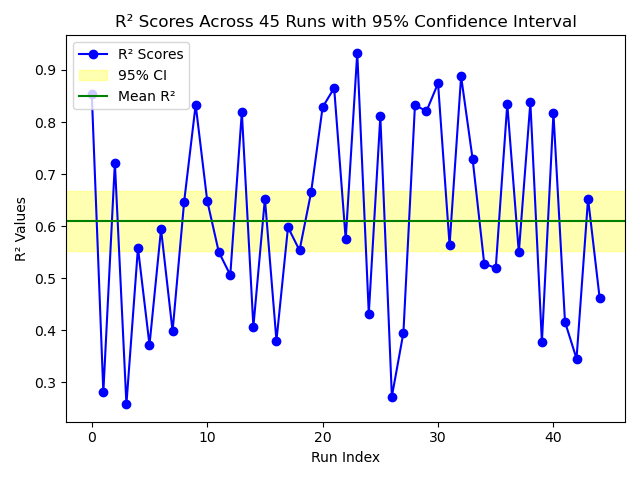 R² Scores Across 45 Runs with 95% Confidence Interval
R² Scores
95% CI
Mean R²
R² Values
0.9
0.8
0.7
0.6
0.5
0.4
0.3
0
10
20
30
40
Run Index